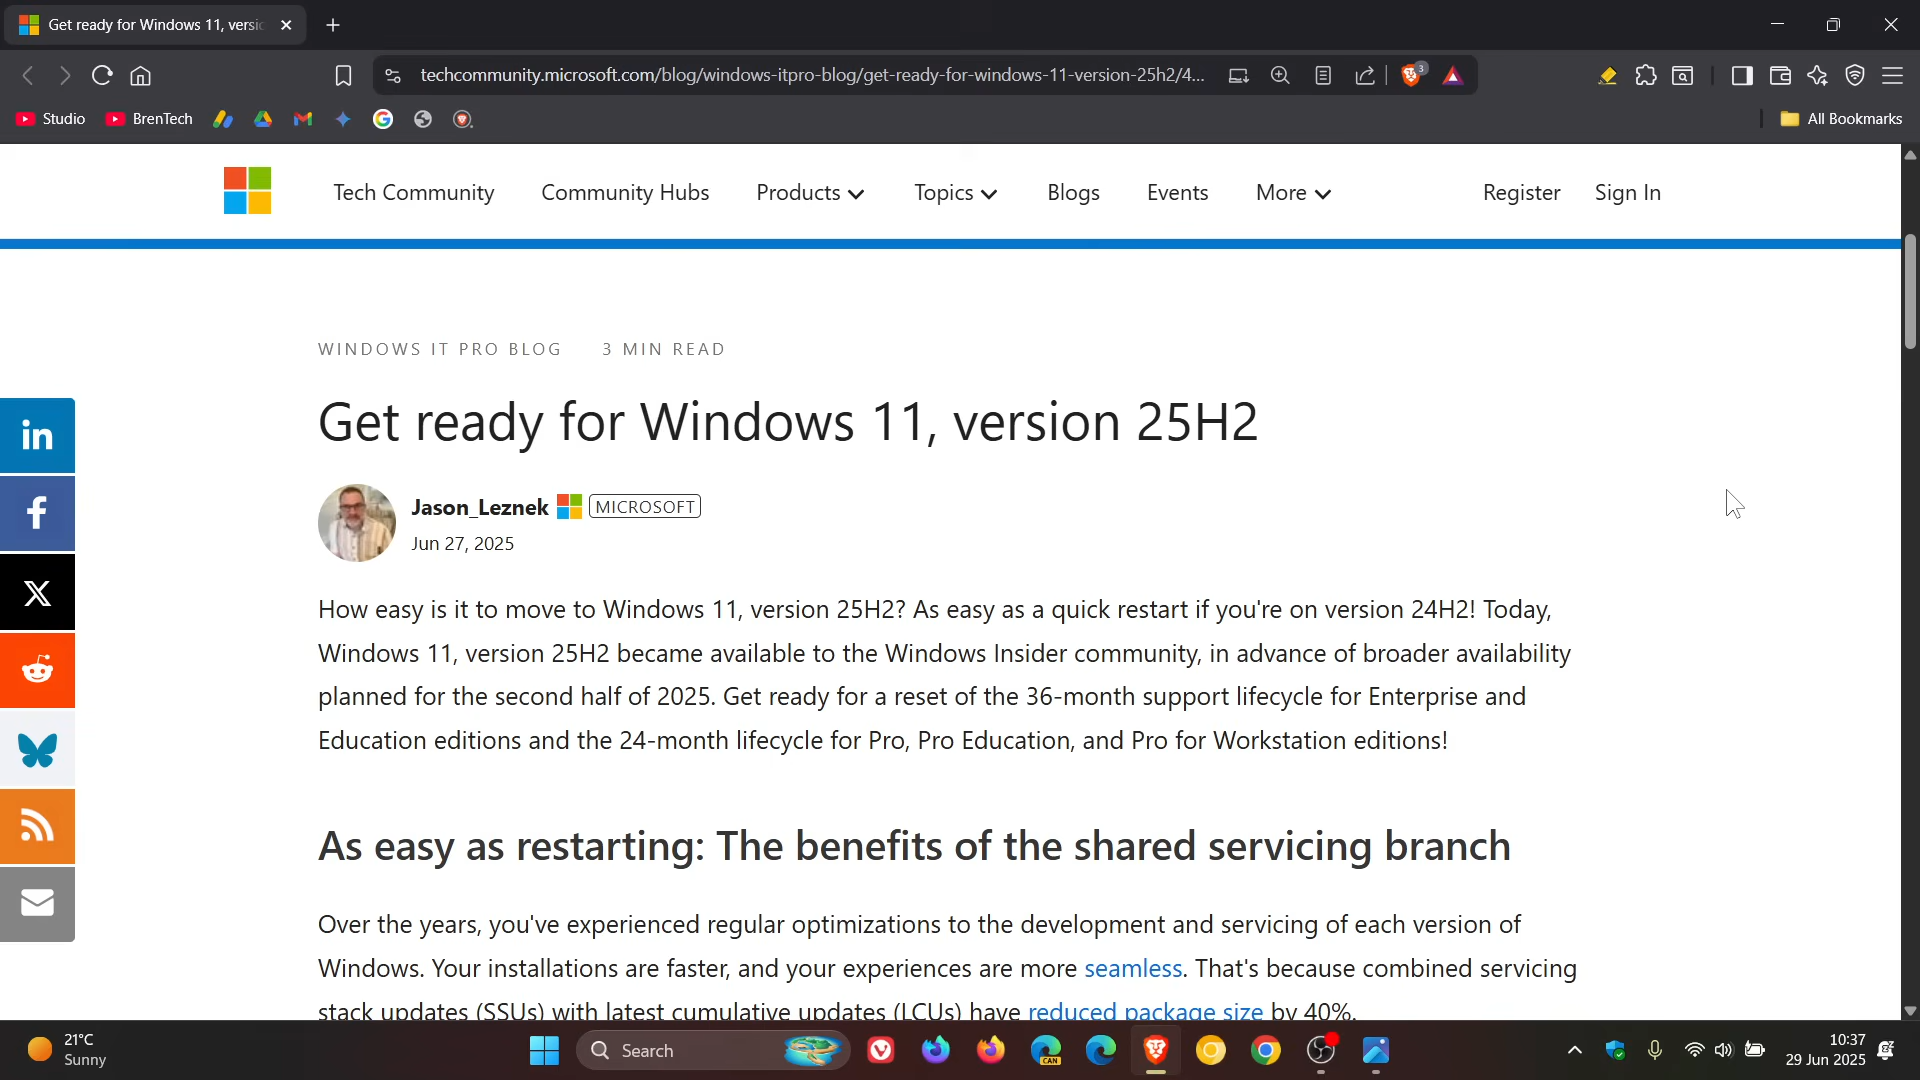 Get ready for Windows 11, versi
techcommunity.microsoft.com/blog/windows-itpro-blog/get-ready-for-windows-11-version-25h2/4...
3
Studio
BrenTech
All Bookmarks
Tech Community
Community Hubs
Products
Topics
Blogs
Events
More
Register
Sign In
WINDOWS IT PRO BLOG
3 MIN READ
Get ready for Windows 11, version 25H2
Jason_Leznek
MICROSOFT
Jun 27, 2025
How easy is it to move to Windows 11, version 25H2? As easy as a quick restart if you're on version 24H2! Today,
Windows 11, version 25H2 became available to the Windows Insider community, in advance of broader availability
planned for the second half of 2025. Get ready for a reset of the 36-month support lifecycle for Enterprise and
Education editions and the 24-month lifecycle for Pro, Pro Education, and Pro for Workstation editions!
As easy as restarting: The benefits of the shared servicing branch
Over the years, you've experienced regular optimizations to the development and servicing of each version of
Windows. Your installations are faster, and your experiences are more seamless. That's because combined servicing
stack updates (SSUs) with latest cumulative updates (LCUs) have reduced package size by 40%.
in
f
X
21°C
Sunny
Search
CAN
10:37
29 Jun 2025